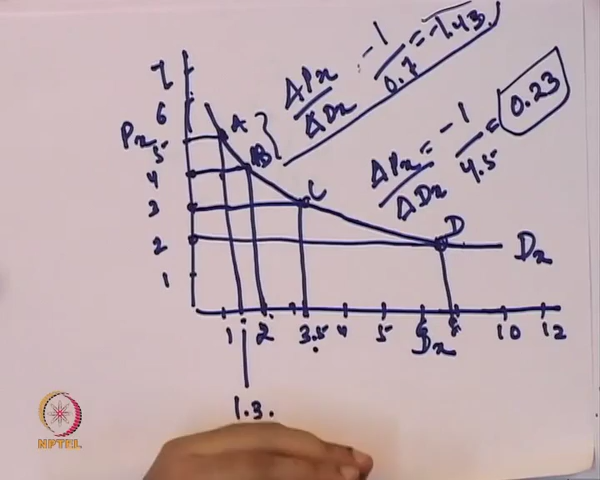 ΔPx / ΔDx = -1 / 0.7 = -1.43
ΔPx / ΔDx = -1 / 4.5 = 0.23
7
6
Px
5
4
3
2
1
A
B
C
D
Dx
1 2 3.5 4 5 6 8 10 12
Dx
1.3.
NPTEL